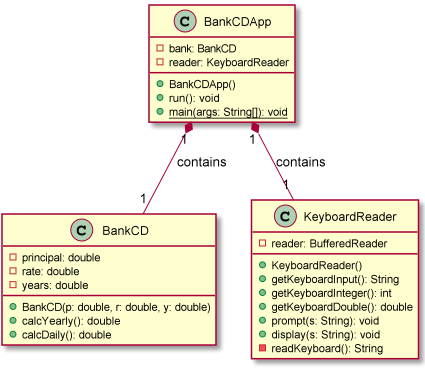 C BankCDApp
bank: BankCD
reader: KeyboardReader
BankCDApp()
run(): void
main(args: String[]): void
1
1
contains
contains
1
1
C BankCD
principal: double
rate: double
years: double
BankCD(p: double, r: double, y: double)
calcYearly(): double
calcDaily(): double
C KeyboardReader
reader: BufferedReader
KeyboardReader()
getKeyboardInput(): String
getKeyboardInteger(): int
getKeyboardDouble(): double
prompt(s: String): void
display(s: String): void
readKeyboard(): String